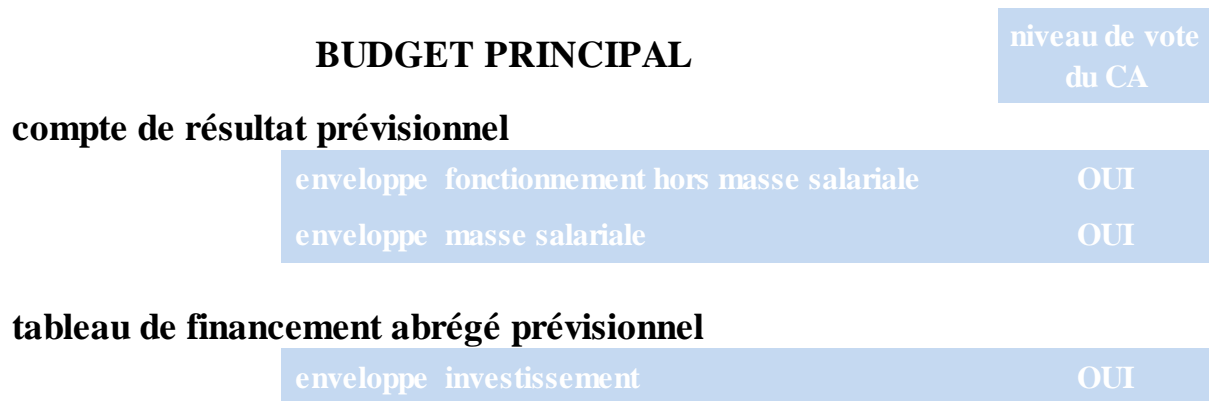 BUDGET PRINCIPAL
niveau de vote
du CA
compte de résultat prévisionnel
enveloppe fonctionnement hors masse salariale OUI
enveloppe masse salariale OUI
tableau de financement abrégé prévisionnel
enveloppe investissement OUI